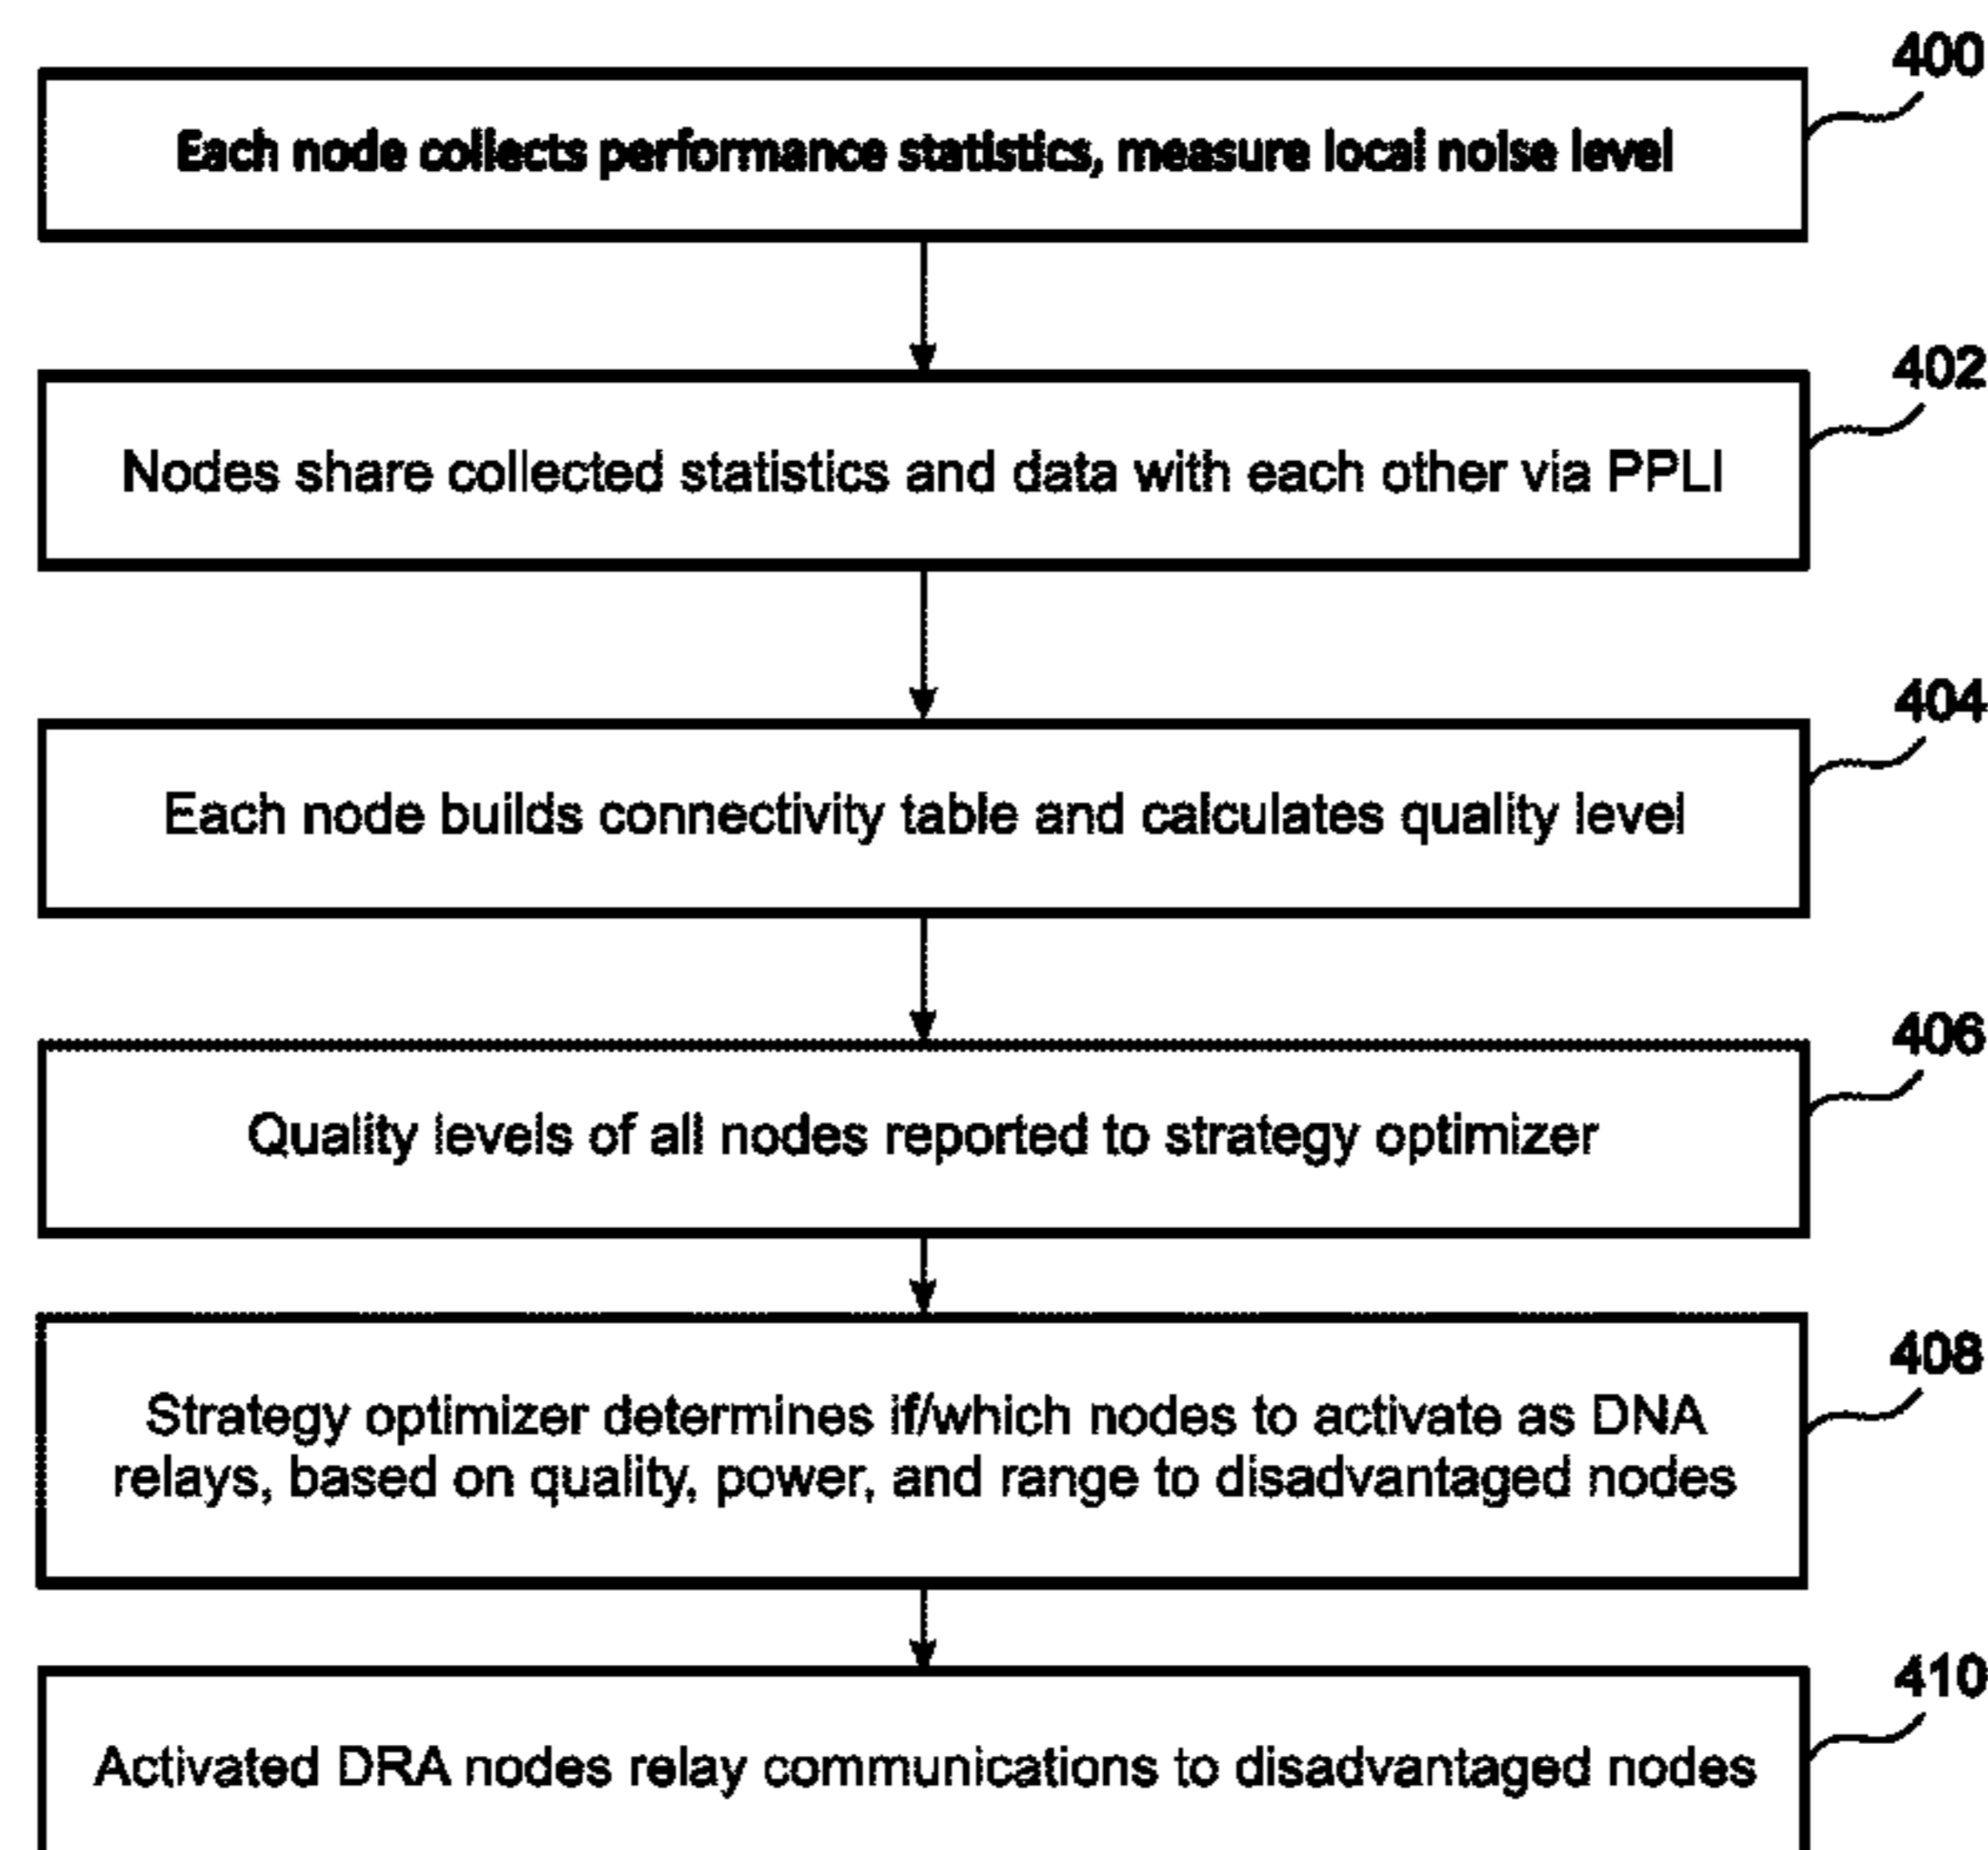 400
Each node collects performance statistics, measure local noise level
402
Nodes share collected statistics and data with each other via PPLI
404
Each node builds connectivity table and calculates quality level
406
Quality levels of all nodes reported to strategy optimizer
408
Strategy optimizer determines if/which nodes to activate as DNA
relays, based on quality, power, and range to disadvantaged nodes
410
Activated DRA nodes relay communications to disadvantaged nodes